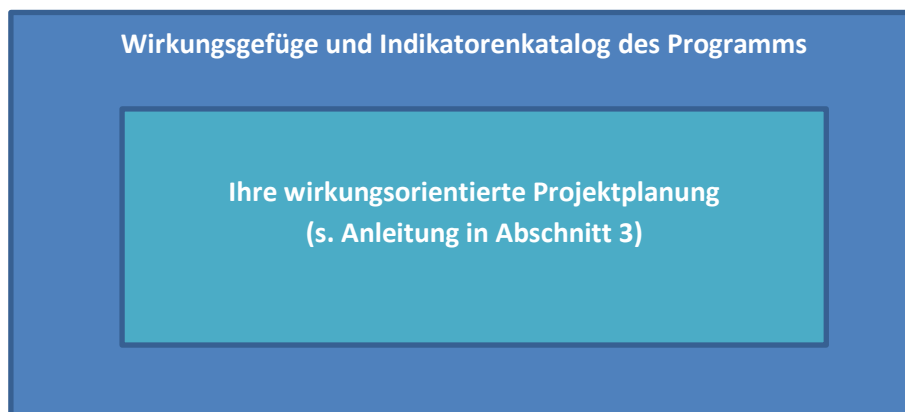 Wirkungsgefüge und Indikatorenkatalog des Programms
Ihre wirkungsorientierte Projektplanung
(s. Anleitung in Abschnitt 3)